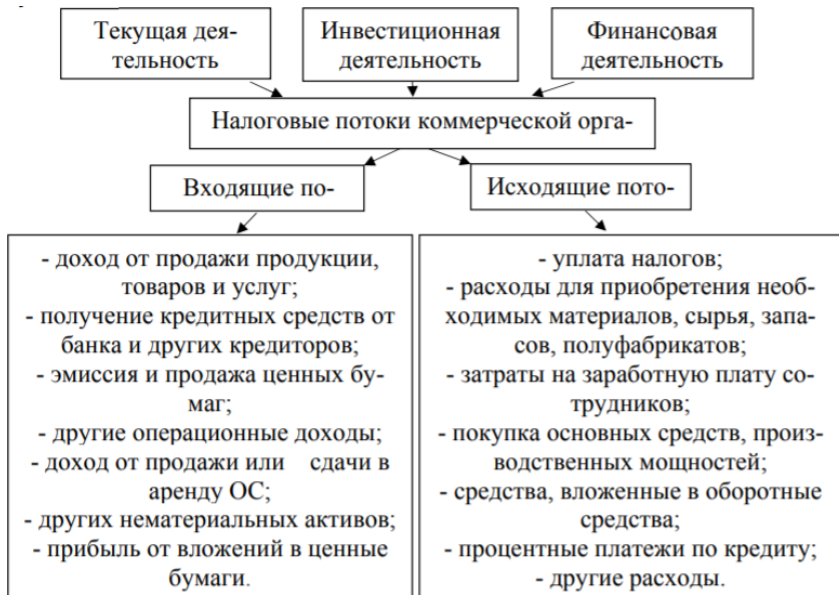 Текущая дея-
тельность
Инвестиционная
деятельность
Финансовая
деятельность
Налоговые потоки коммерческой орга-
Входящие по-
Исходящие пото-
- доход от продажи продукции,
товаров и услуг;
- получение кредитных средств от
банка и других кредиторов;
- эмиссия и продажа ценных бу-
маг;
- другие операционные доходы;
- доход от продажи или сдачи в
аренду ОС;
- других нематериальных активов;
- прибыль от вложений в ценные
бумаги.
- уплата налогов;
- расходы для приобретения необ-
ходимых материалов, сырья, запа-
сов, полуфабрикатов;
- затраты на заработную плату со-
трудников;
- покупка основных средств, произ-
водственных мощностей;
- средства, вложенные в оборотные
средства;
- процентные платежи по кредиту;
- другие расходы.